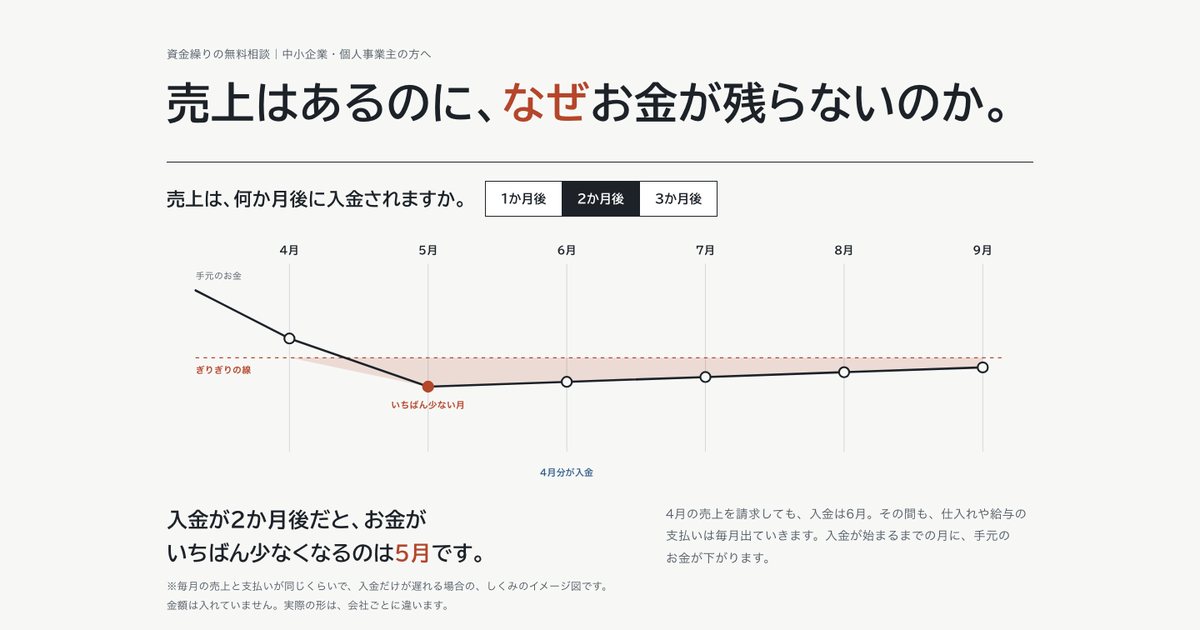 資金繰りの無料相談｜中小企業・個人事業主の方へ
売上はあるのに、なぜお金が残らないのか。
売上は、何か月後に入金されますか。
1か月後 2か月後 3か月後
4月 5月 6月 7月 8月 9月
手元のお金
ぎりぎりの線
いちばん少ない月
4月分が入金
入金が2か月後だと、お金が
いちばん少なくなるのは5月です。
※毎月の売上と支払いが同じくらいで、入金だけが遅れる場合の、しくみのイメージ図です。
金額は入れていません。実際の形は、会社ごとに違います。
4月の売上を請求しても、入金は6月。その間も、仕入れや給与の
支払いは毎月出ていきます。入金が始まるまでの月に、手元の
お金が下がります。